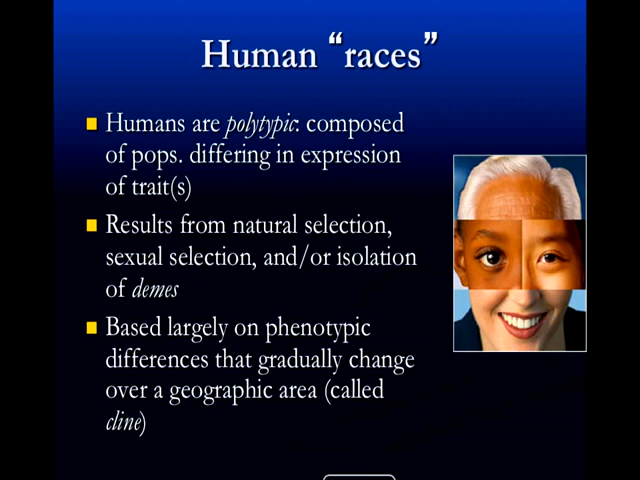 Human “races”
Humans are polytypic: composed
of pops. differing in expression
of trait(s)
Results from natural selection,
sexual selection, and/or isolation
of demes
Based largely on phenotypic
differences that gradually change
over a geographic area (called
cline)